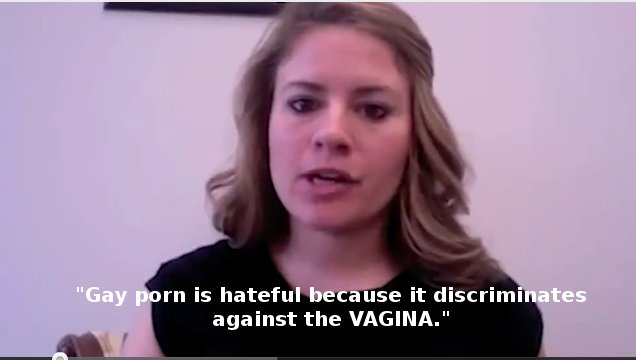 "Gay porn is hateful because it discriminates
against the VAGINA."